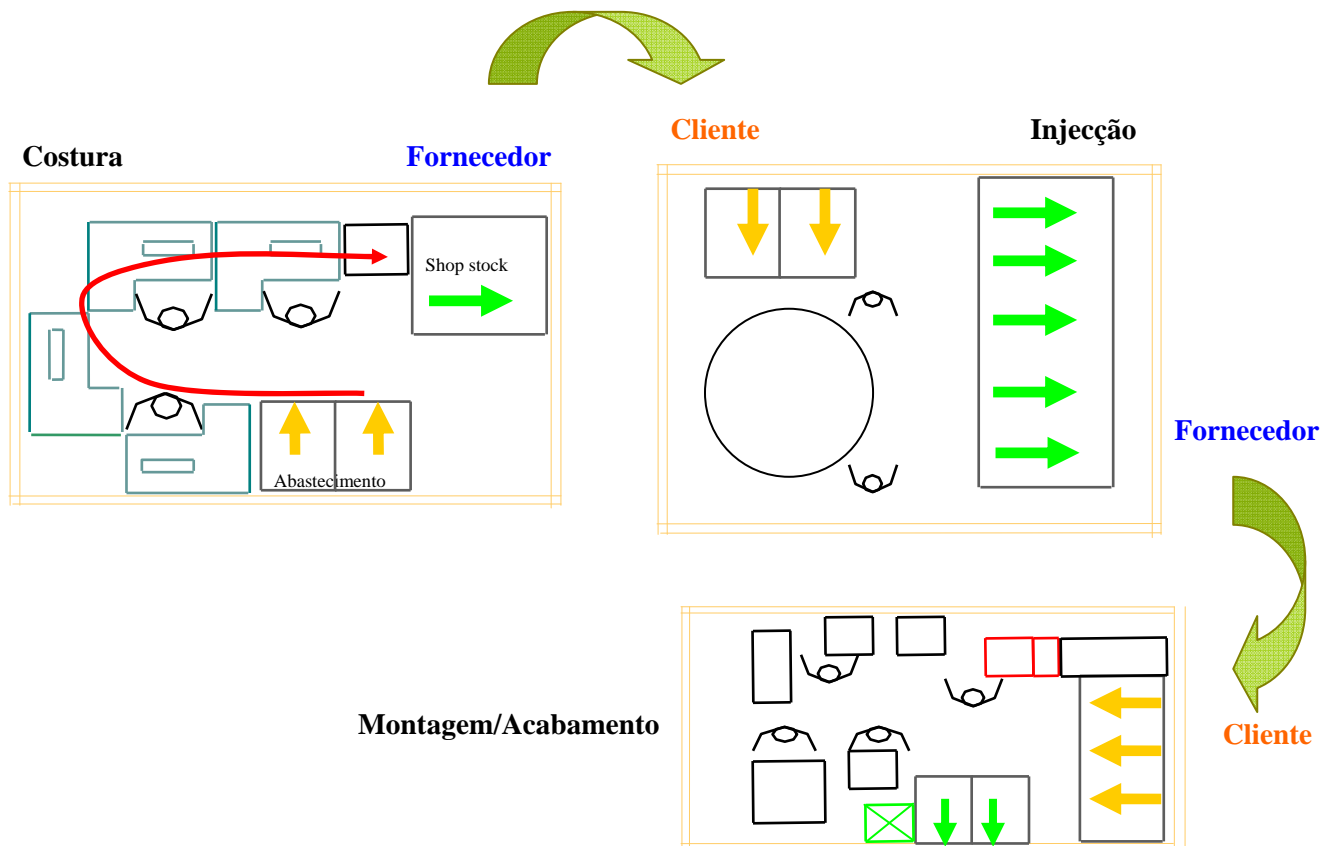 Cliente
Injecção
Costura
Fornecedor
Shop stock
Abastecimento
Fornecedor
Montagem/Acabamento
Cliente